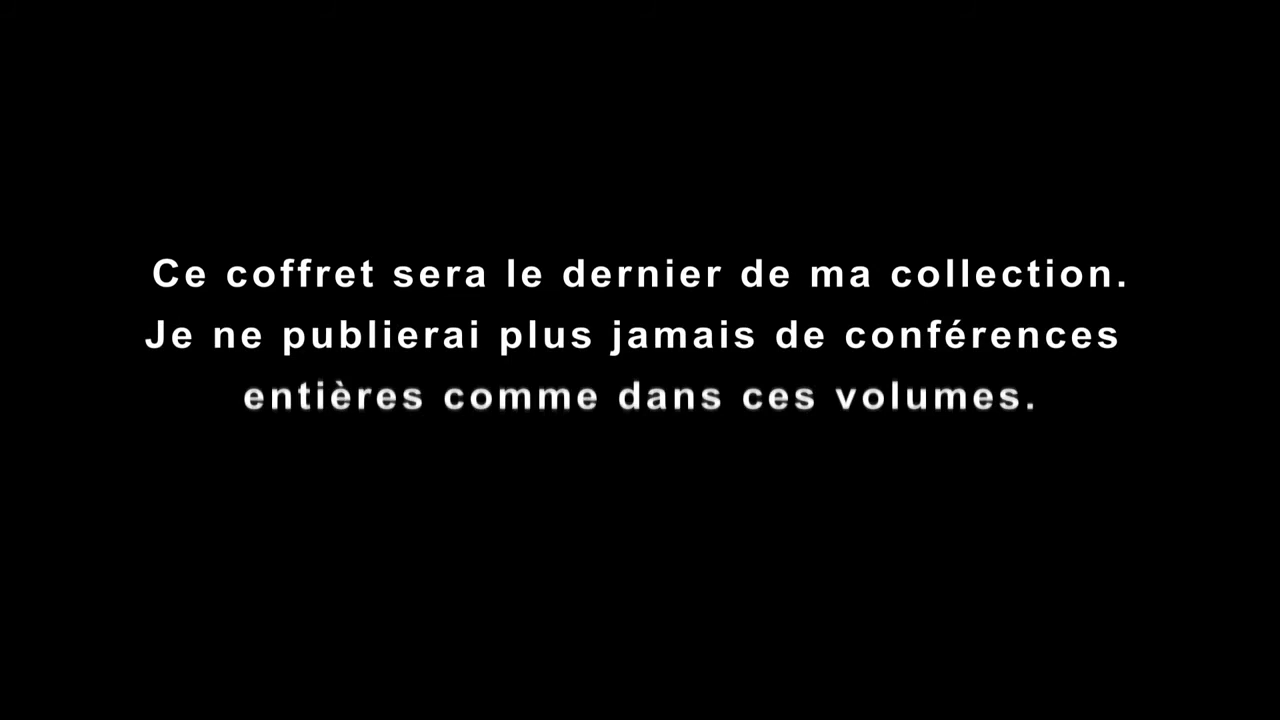 Ce coffret sera le dernier de ma collection.
Je ne publierai plus jamais de conférences
entières comme dans ces volumes.